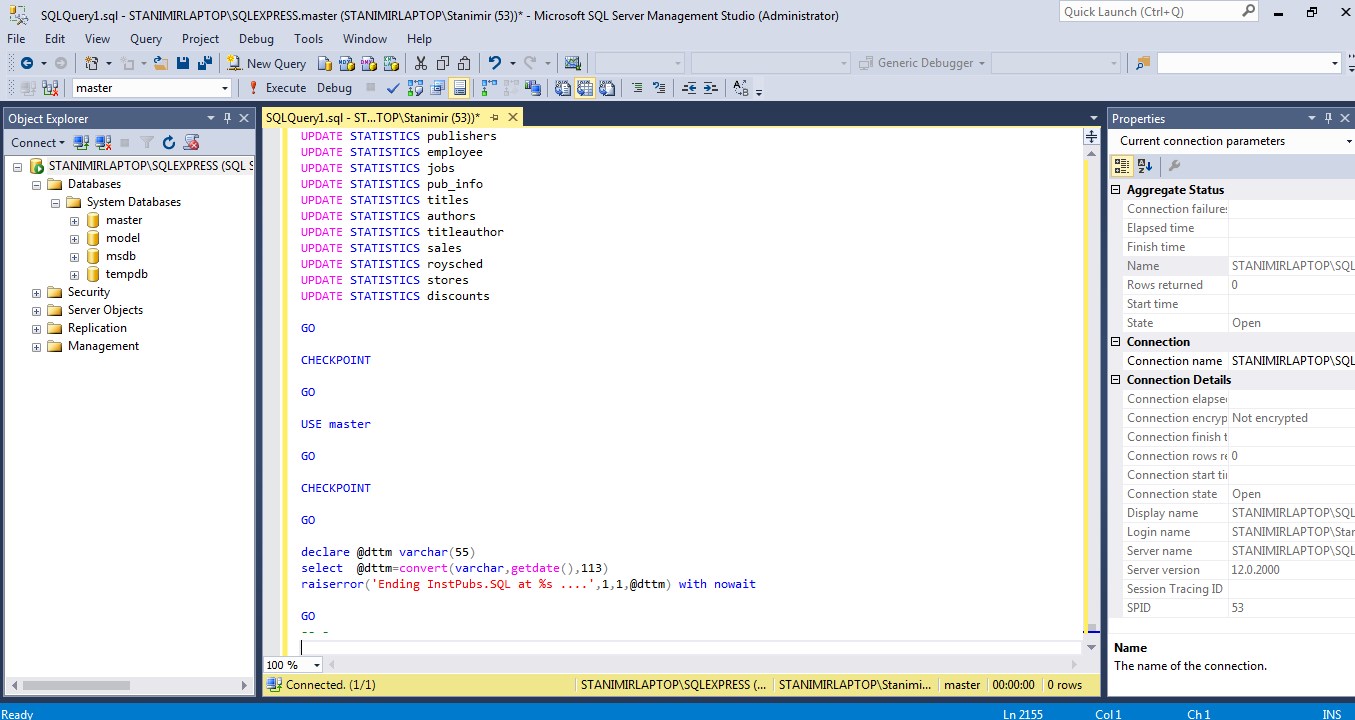 SQLQuery1.sql - STANIMIRLAPTOP\SQLEXPRESS.master (STANIMIRLAPTOP\Stanimir (53))* - Microsoft SQL Server Management Studio (Administrator)
Quick Launch (Ctrl+Q)
File Edit View Query Project Debug Tools Window Help
New Query
Generic Debugger
master
Execute Debug
Object Explorer
Connect
STANIMIRLAPTOP\SQLEXPRESS (SQL S
Databases
System Databases
master
model
msdb
tempdb
Security
Server Objects
Replication
Management
SQLQuery1.sql - ST...TOP\Stanimir (53))*
UPDATE STATISTICS publishers
UPDATE STATISTICS employee
UPDATE STATISTICS jobs
UPDATE STATISTICS pub_info
UPDATE STATISTICS titles
UPDATE STATISTICS authors
UPDATE STATISTICS titleauthor
UPDATE STATISTICS sales
UPDATE STATISTICS roysched
UPDATE STATISTICS stores
UPDATE STATISTICS discounts
GO
CHECKPOINT
GO
USE master
GO
CHECKPOINT
GO
declare @dttm varchar(55)
select  @dttm=convert(varchar,getdate(),113)
raiserror('Ending InstPubs.SQL at %s ....',1,1,@dttm) with nowait
GO
-- -
100 %
Connected. (1/1)
STANIMIRLAPTOP\SQLEXPRESS (... STANIMIRLAPTOP\Stanimi... master 00:00:00 0 rows
Properties
Current connection parameters
Aggregate Status
Connection failures
Elapsed time
Finish time
Name STANIMIRLAPTOP\SQL
Rows returned 0
Start time
State Open
Connection
Connection name STANIMIRLAPTOP\SQL
Connection Details
Connection elapse
Connection encryp Not encrypted
Connection finish t
Connection rows re 0
Connection start ti
Connection state Open
Display name STANIMIRLAPTOP\SQL
Login name STANIMIRLAPTOP\Star
Server name STANIMIRLAPTOP\SQL
Server version 12.0.2000
Session Tracing ID
SPID 53
Name
The name of the connection.
Ready
Ln 2155 Col 1 Ch 1 INS